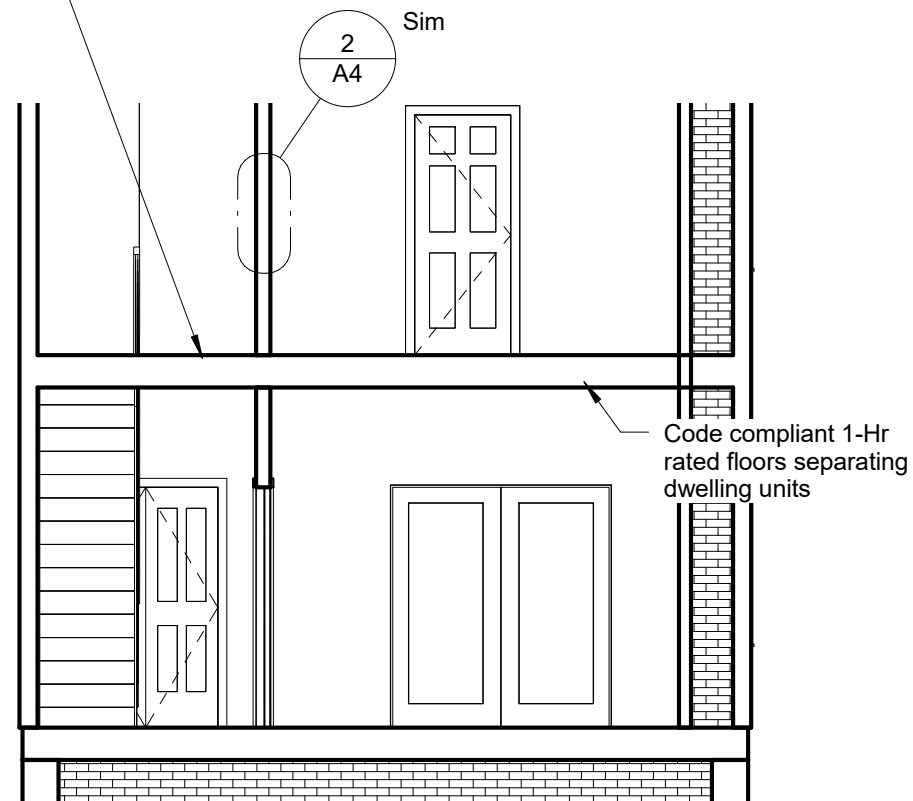 Sim
2
A4
Code compliant 1-Hr
rated floors separating
dwelling units